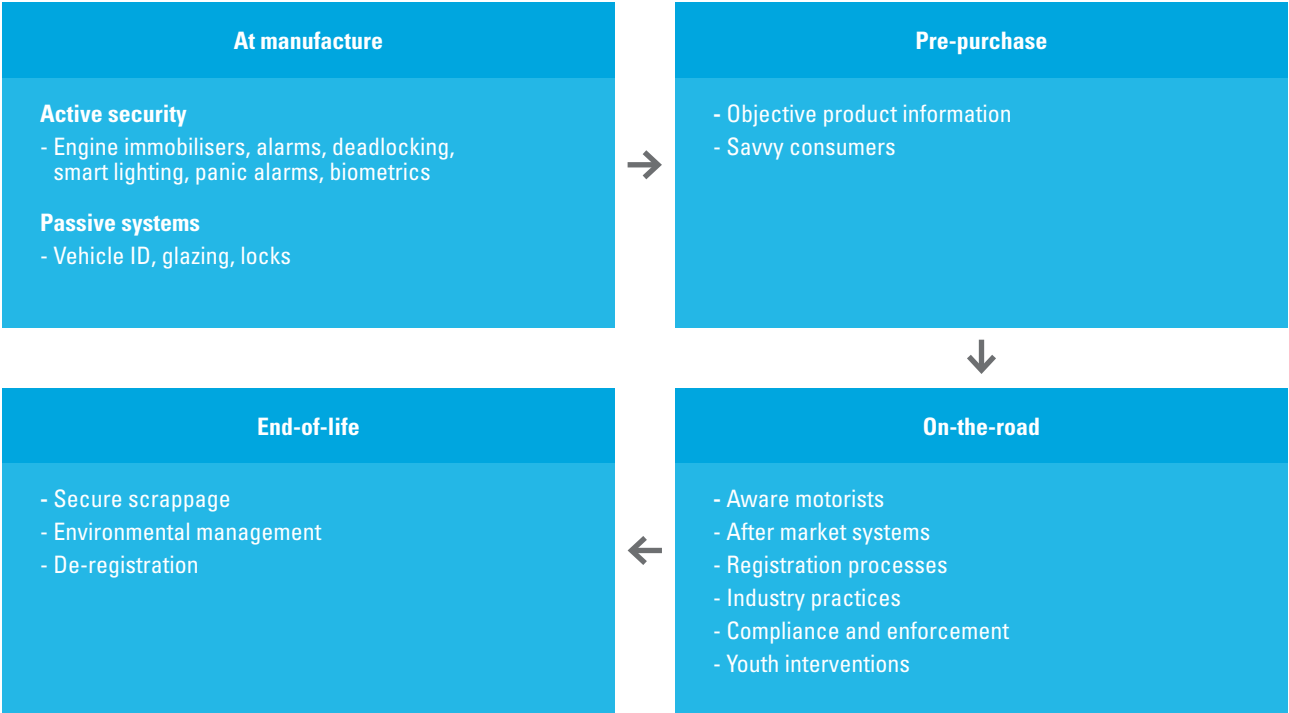 At manufacture
Active security
- Engine immobilisers, alarms, deadlocking,
smart lighting, panic alarms, biometrics
Passive systems
- Vehicle ID, glazing, locks
Pre-purchase
- Objective product information
- Savvy consumers
On-the-road
- Aware motorists
- After market systems
- Registration processes
- Industry practices
- Compliance and enforcement
- Youth interventions
End-of-life
- Secure scrappage
- Environmental management
- De-registration